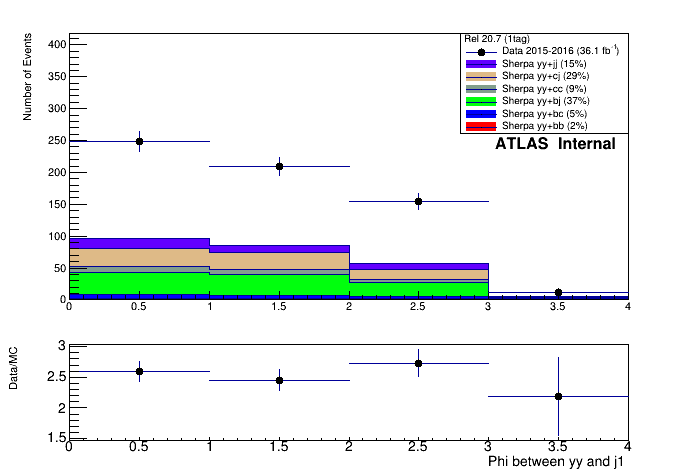 Number of Events
400
350
300
250
200
150
100
50
0
Rel 20.7 (1tag)
Data 2015-2016 (36.1 fb⁻¹)
Sherpa yy+jj (15%)
Sherpa yy+cj (29%)
Sherpa yy+cc (9%)
Sherpa yy+bj (37%)
Sherpa yy+bc (5%)
Sherpa yy+bb (2%)
ATLAS Internal
0 0.5 1 1.5 2 2.5 3 3.5 4
Data/MC
3
2.5
2
1.5
0 0.5 1 1.5 2 2.5 3 3.5 4
Phi between yy and j1